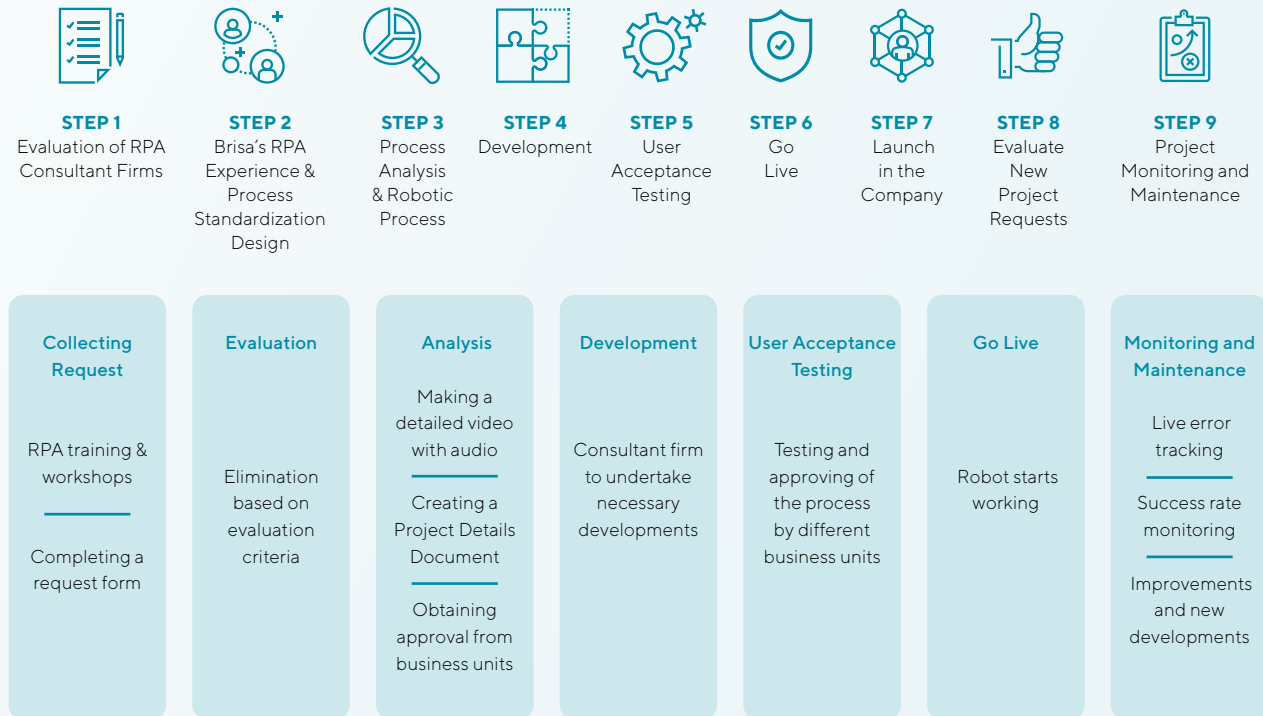 STEP 1
Evaluation of RPA
Consultant Firms
STEP 2
Brisa's RPA
Experience &
Process
Standardization
Design
STEP 3
Process
Analysis
& Robotic
Process
STEP 4
Development
STEP 5
User
Acceptance
Testing
STEP 6
Go
Live
STEP 7
Launch
in the
Company
STEP 8
Evaluate
New
Project
Requests
STEP 9
Project
Monitoring and
Maintenance
Collecting
Request
RPA training &
workshops
Completing a
request form
Evaluation
Elimination
based on
evaluation
criteria
Analysis
Making a
detailed video
with audio
Creating a
Project Details
Document
Obtaining
approval from
business units
Development
Consultant firm
to undertake
necessary
developments
User Acceptance
Testing
Testing and
approving of
the process
by different
business units
Go Live
Robot starts
working
Monitoring and
Maintenance
Live error
tracking
Success rate
monitoring
Improvements
and new
developments